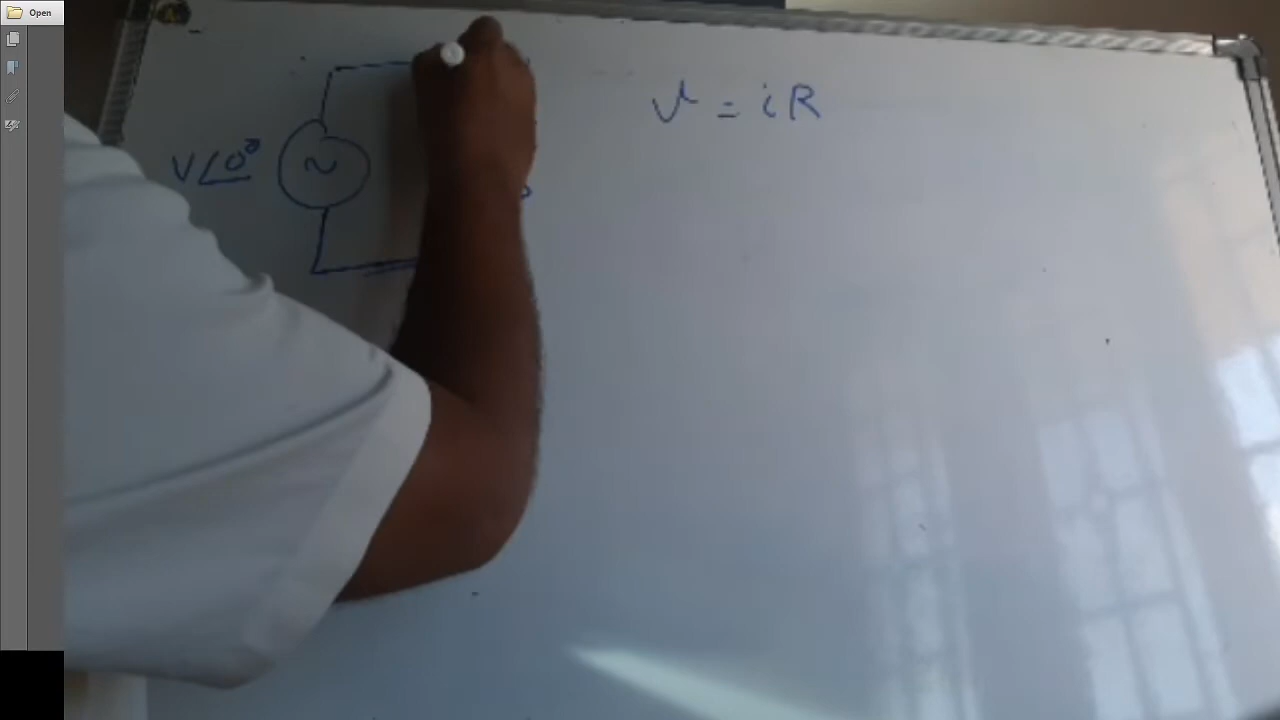 Open
v = iR
V∠0°